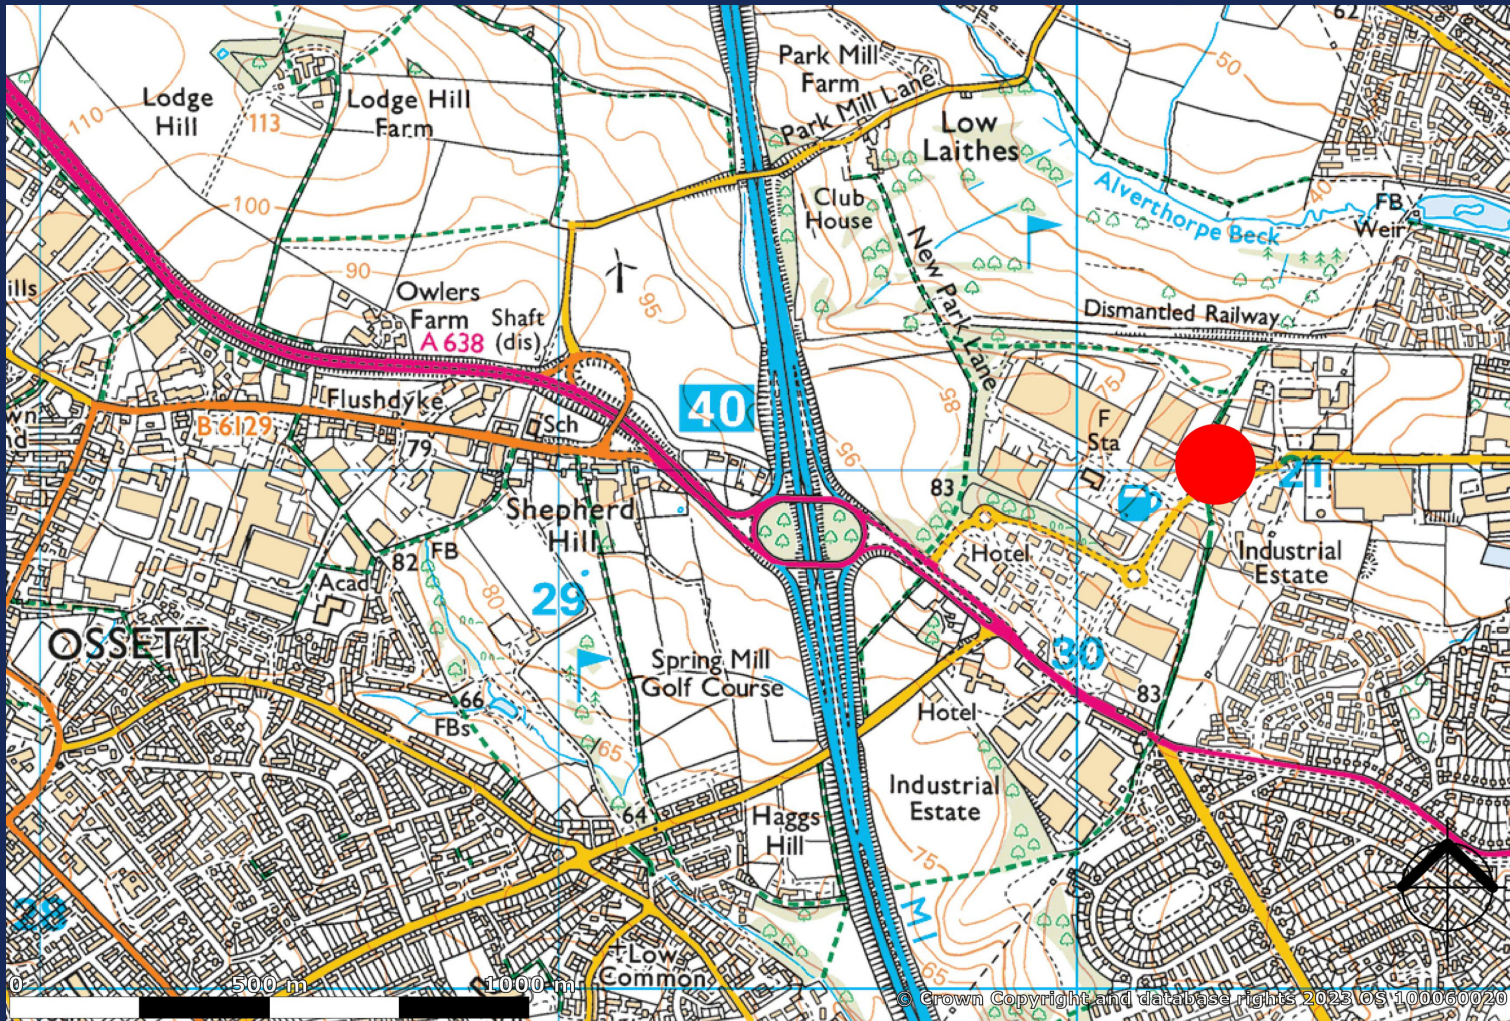 62
Park Mill
Farm
50
Park Mill Lane
Lodge
Hill
Lodge Hill
Farm
110
113
Low
Laithes
Alverthorpe Beck
40
FB
Weir
Club
House
100
New Park Lane
90
ills
Owlers
Farm
Shaft
(dis)
A 638
95
Dismantled Railway
85
75
40
Flushdyke
B 6129
Sch
79
F
Sta
95
21
83
Shepherd
Hill
FB
82
Hotel
Industrial
Estate
Acad
80
29
OSSETT
30
Spring Mill
Golf Course
66
FBs
65
83
Hotel
Industrial
Estate
64
Haggs
Hill
75
28
M1
65
Low
Common
0
500 m
1000 m
© Crown Copyright and database rights 2023 OS 100060020